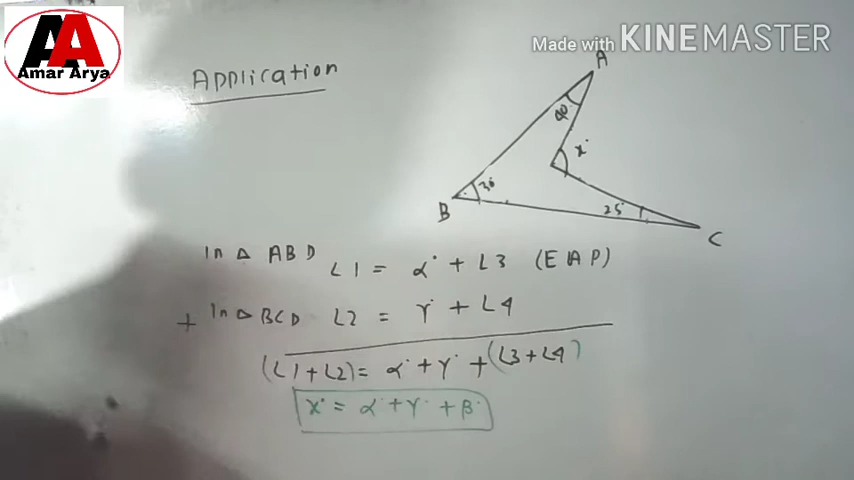 AA
Amar Arya
Made with KINEMASTER
Application
A
40°
x°
30°
B
25°
C
In Δ ABD ∠1 = α° + ∠3 (EAP)
+ In Δ BCD ∠2 = γ° + ∠4
(∠1+∠2) = α° + γ° + (∠3+∠4)
x° = α° + γ° + β°